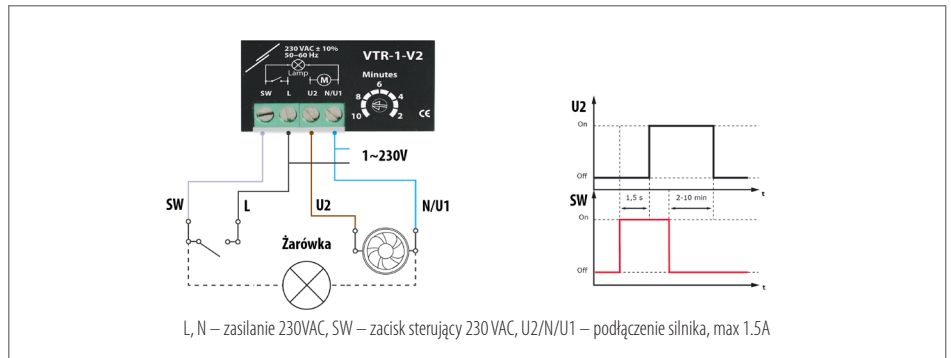 230 VAC ± 10%
50–60 Hz
VTR-1-V2
Lamp
M
SW L U2 N/U1
Minutes
6
8 4
10 2
CE
1~230V
SW L U2 N/U1
Żarówka
U2
On
Off
t
SW
1,5 s
2-10 min
On
Off
t
L, N – zasilanie 230VAC, SW – zacisk sterujący 230 VAC, U2/N/U1 – podłączenie silnika, max 1.5A